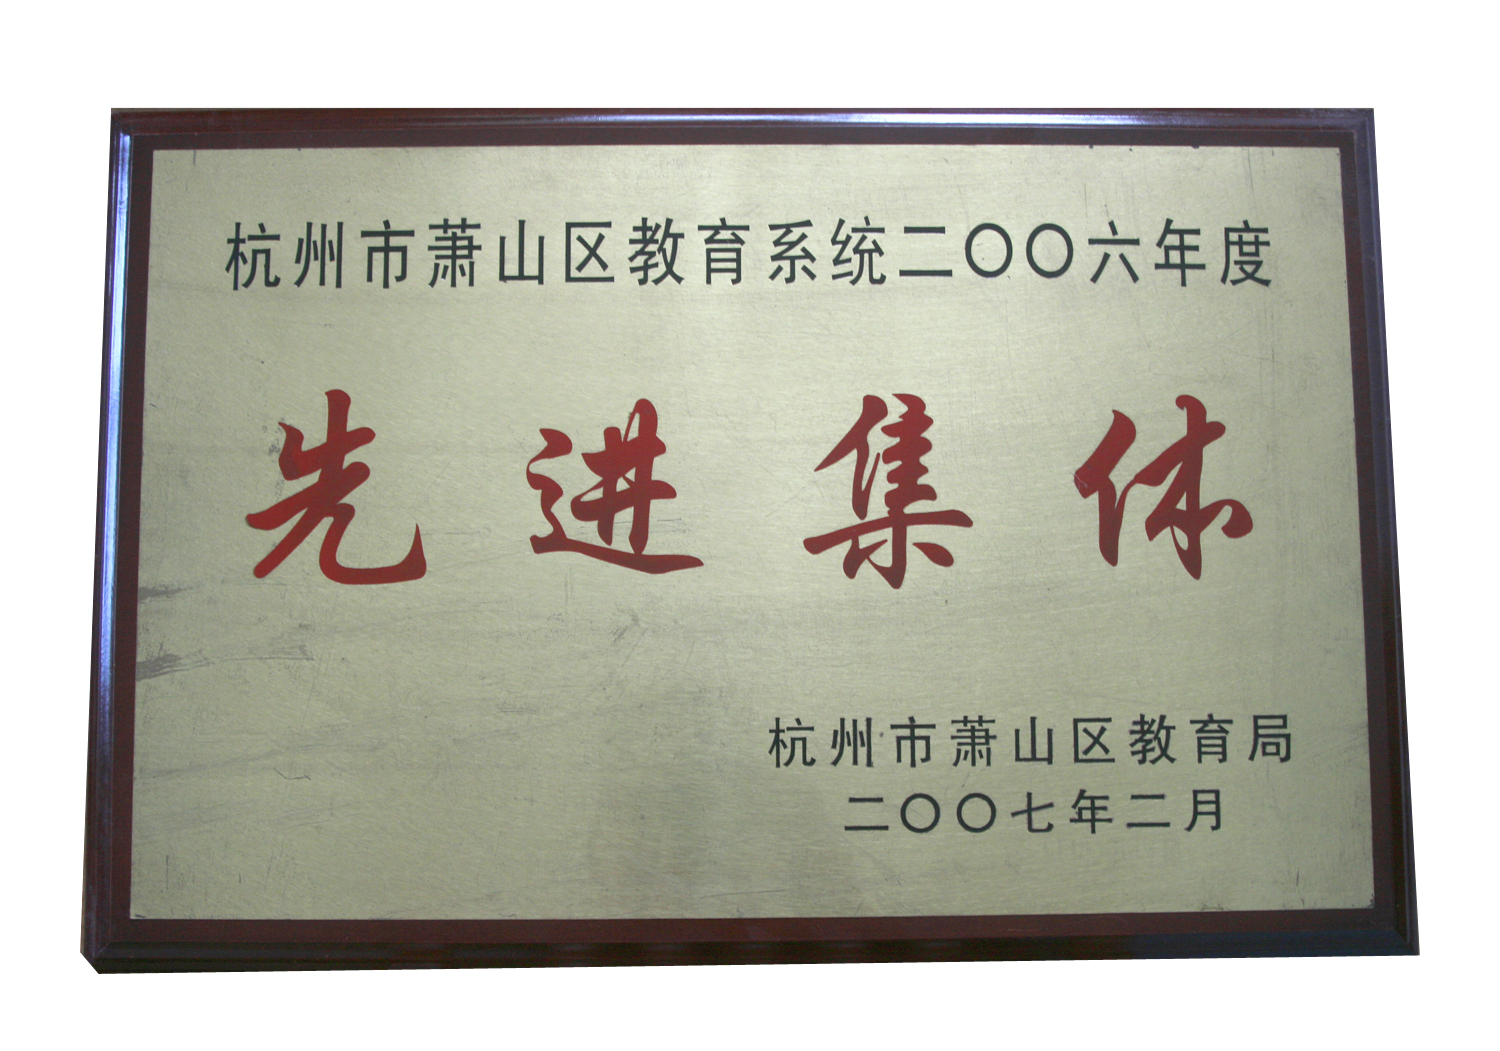 杭州市萧山区教育系统二〇〇六年度
先进集体
杭州市萧山区教育局
二〇〇七年二月